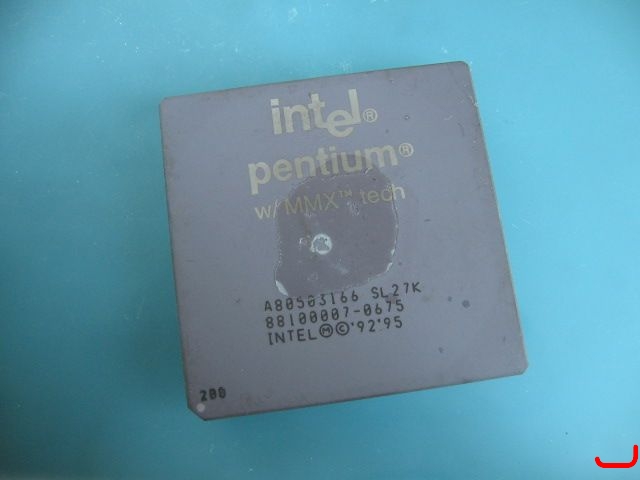 intel®
pentium®
w/ MMX™ tech
A80503166 SL27K
88100007-0675
INTEL Ⓜ © '92 '95
200